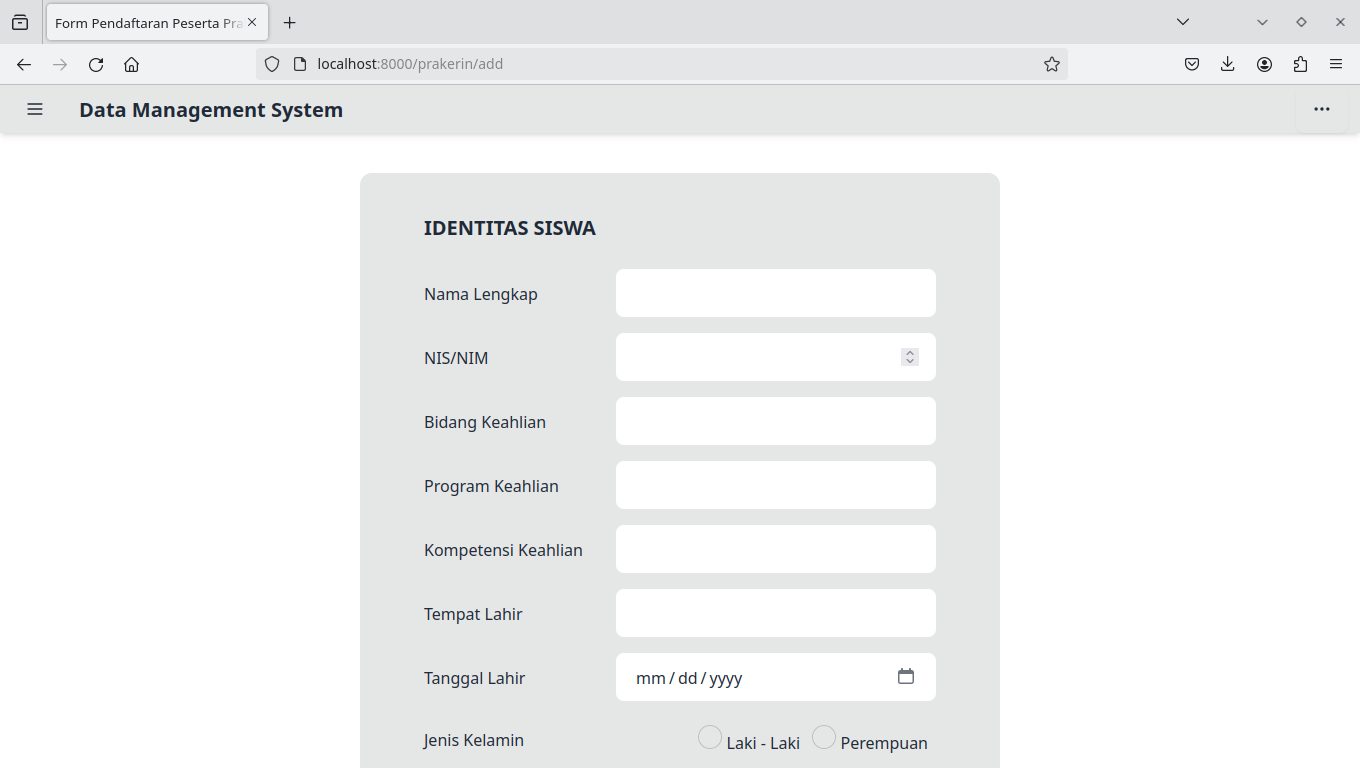 Form Pendaftaran Peserta Pra
localhost:8000/prakerin/add
Data Management System
IDENTITAS SISWA
Nama Lengkap
NIS/NIM
Bidang Keahlian
Program Keahlian
Kompetensi Keahlian
Tempat Lahir
Tanggal Lahir mm/dd/yyyy
Jenis Kelamin Laki - Laki Perempuan